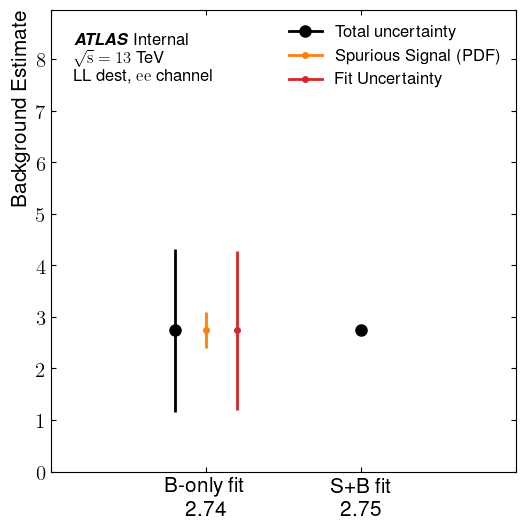 Background Estimate
ATLAS Internal
√s = 13 TeV
LL dest, ee channel
Total uncertainty
Spurious Signal (PDF)
Fit Uncertainty
8
7
6
5
4
3
2
1
0
B-only fit
2.74
S+B fit
2.75